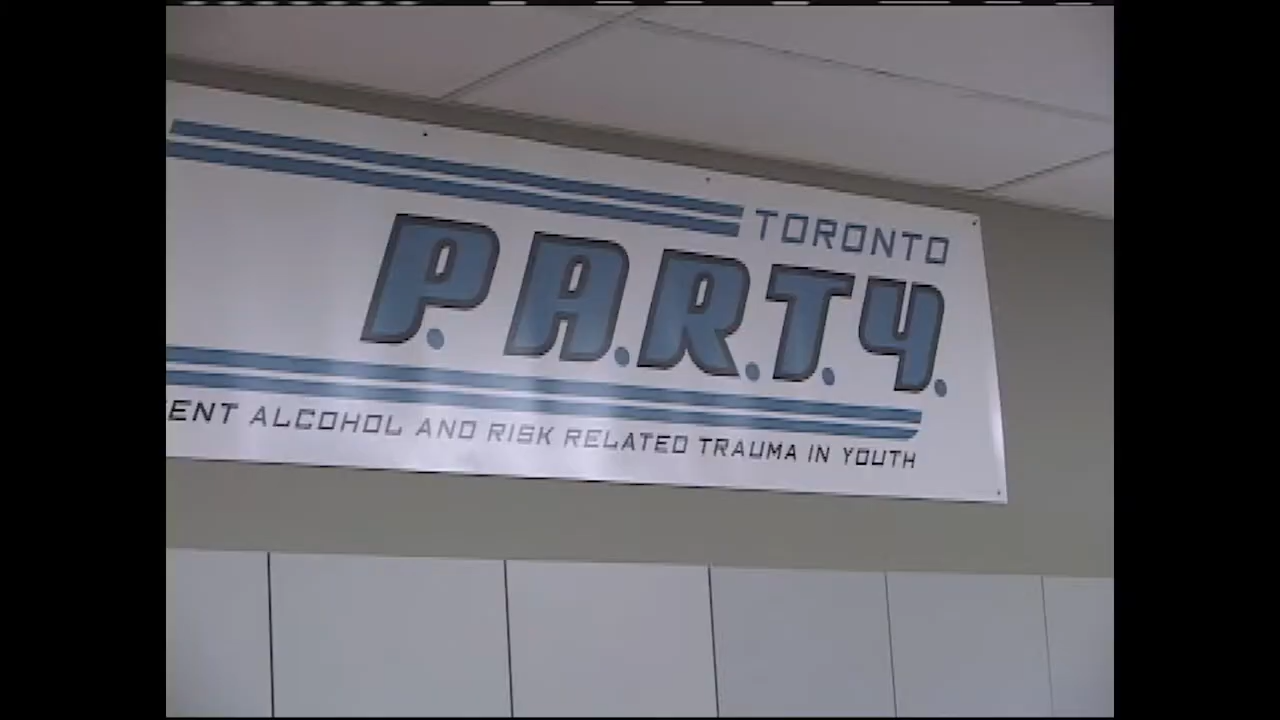 TORONTO
P.A.R.T.Y.
ENT ALCOHOL AND RISK RELATED TRAUMA IN YOUTH